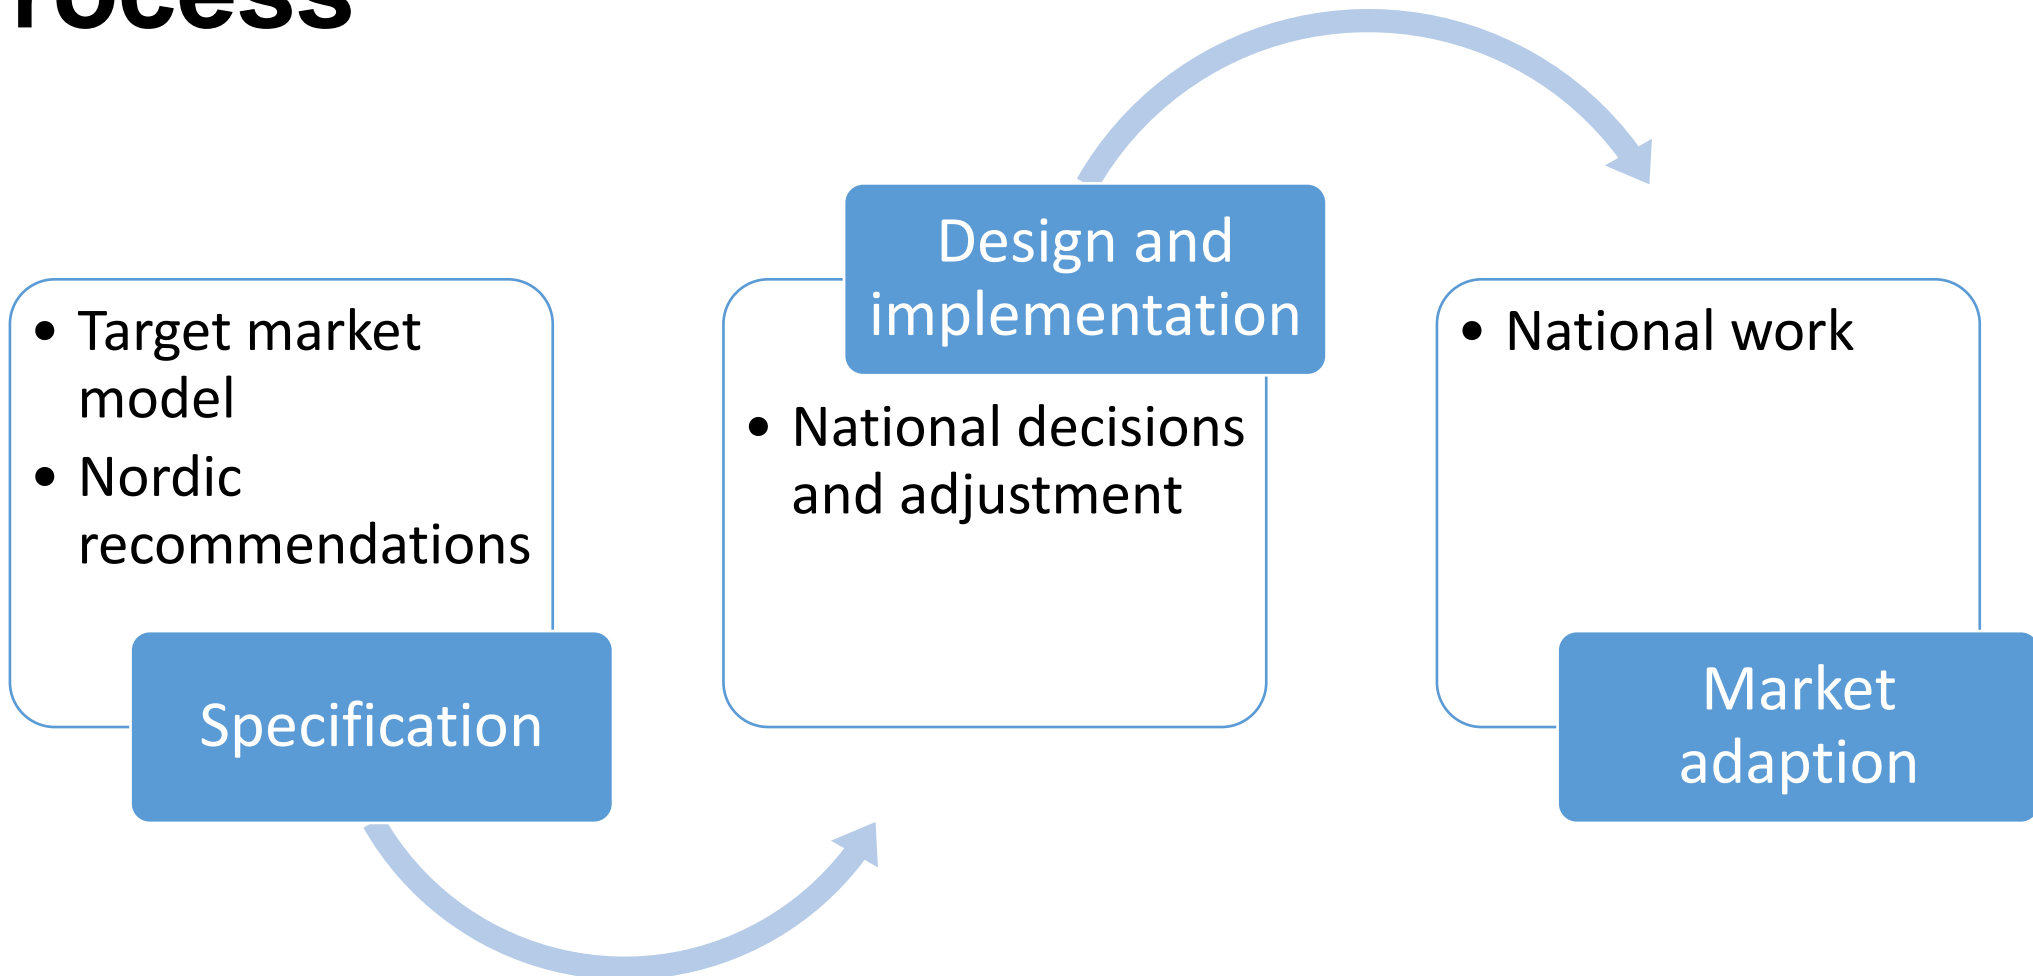 rocess
• Target market
model
• Nordic
recommendations
Specification
Design and
implementation
• National decisions
and adjustment
• National work
Market
adaption